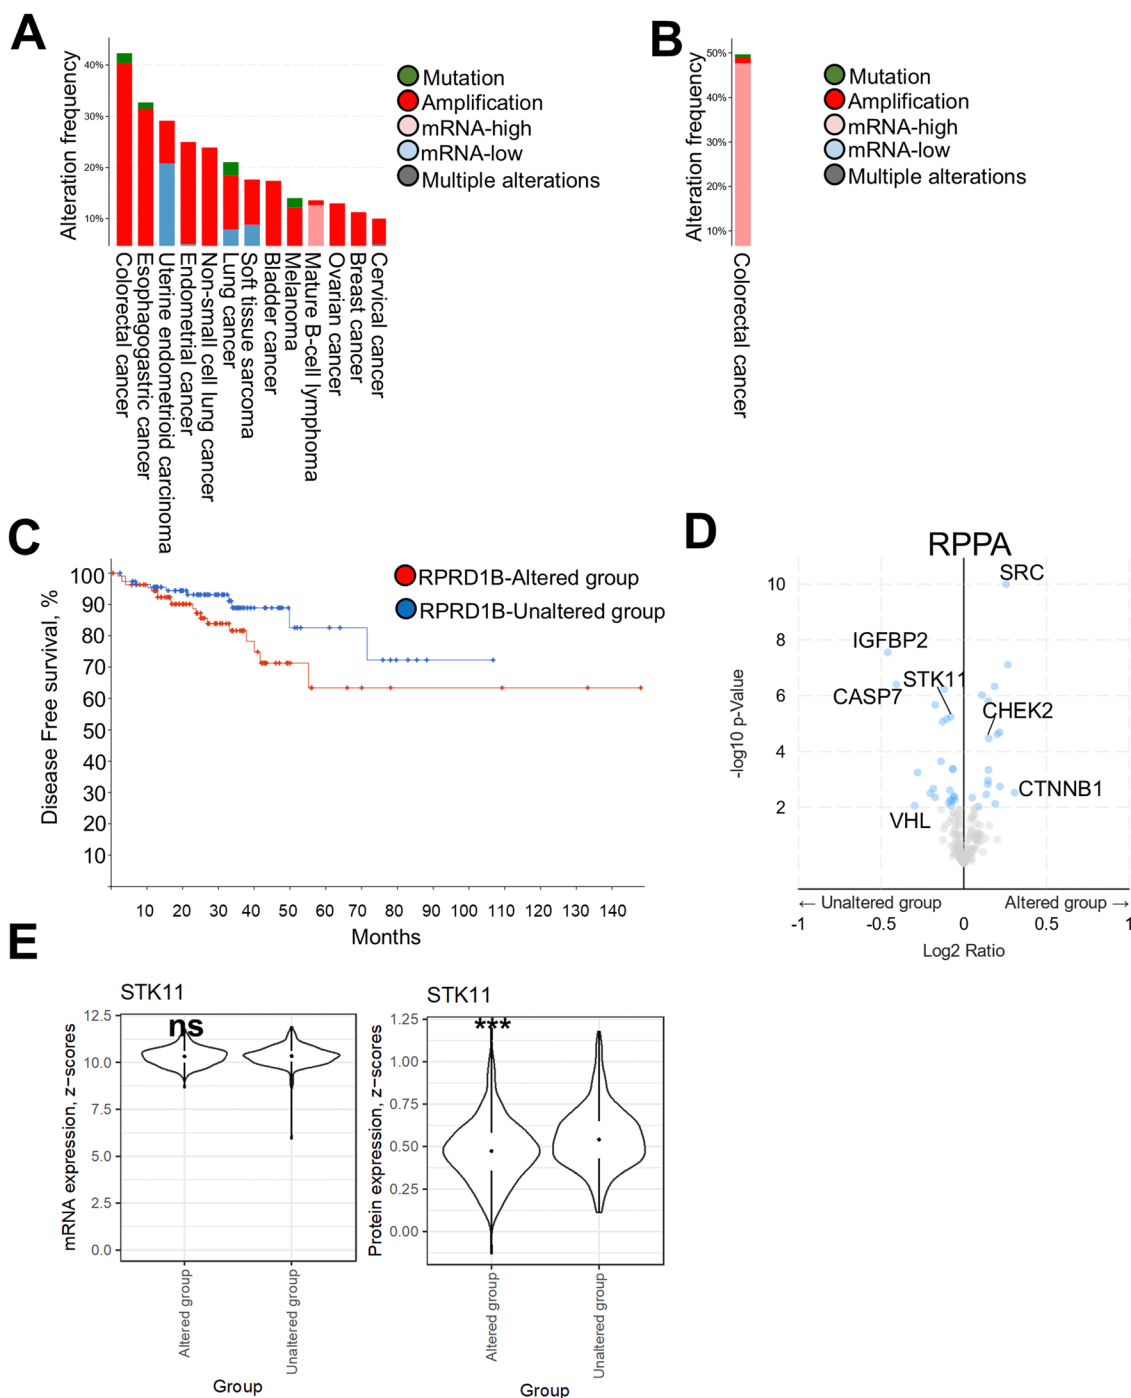 A
Alteration frequency
40%
30%
20%
10%
Mutation
Amplification
mRNA-high
mRNA-low
Multiple alterations
Colorectal cancer
Esophagogastric cancer
Uterine endometrioid carcinoma
Endometrial cancer
Non-small cell lung cancer
Lung cancer
Soft tissue sarcoma
Bladder cancer
Melanoma
Mature B-cell lymphoma
Ovarian cancer
Breast cancer
Cervical cancer
B
Alteration frequency
50%
40%
50%
20%
10%
Mutation
Amplification
mRNA-high
mRNA-low
Multiple alterations
Colorectal cancer
C
Disease Free survival, %
100
90
80
70
60
50
40
30
20
10
RPRD1B-Altered group
RPRD1B-Unaltered group
10 20 30 40 50 60 70 80 90 100 110 120 130 140
Months
D
RPPA
-log10 p-Value
10
8
6
4
2
SRC
IGFBP2
STK11
CASP7
CHEK2
CTNNB1
VHL
← Unaltered group
Altered group →
-1 -0.5 0 0.5 1
Log2 Ratio
E
STK11
mRNA expression, z−scores
12.5
10.0
7.5
5.0
2.5
0.0
ns
Altered group
Unaltered group
Group
STK11
Protein expression, z−scores
1.25
1.00
0.75
0.50
0.25
0.00
***
Altered group
Unaltered group
Group